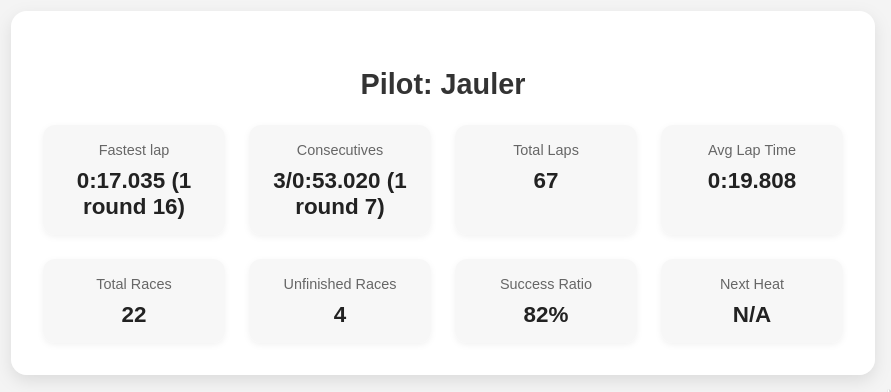 Pilot: Jauler
Fastest lap
0:17.035 (1
round 16)
Consecutives
3/0:53.020 (1
round 7)
Total Laps
67
Avg Lap Time
0:19.808
Total Races
22
Unfinished Races
4
Success Ratio
82%
Next Heat
N/A